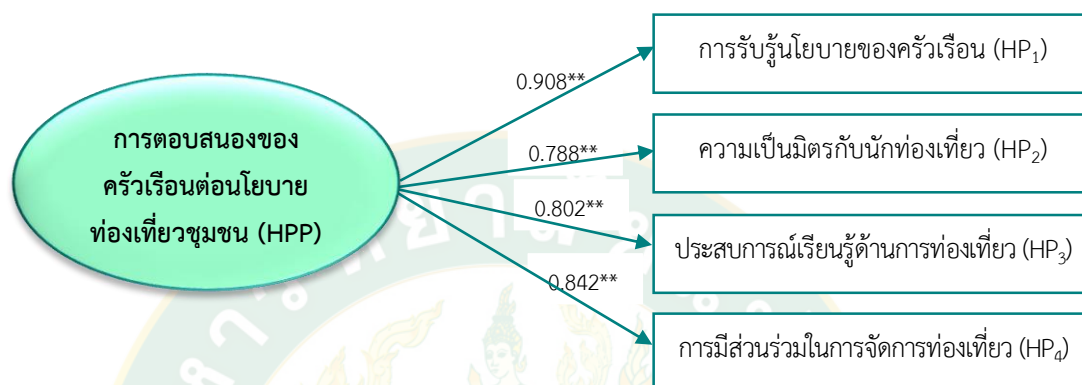 การตอบสนองของ
ครัวเรือนต่อนโยบาย
ท่องเที่ยวชุมชน (HPP)
0.908**
การรับรู้นโยบายของครัวเรือน (HP₁)
0.788**
ความเป็นมิตรกับนักท่องเที่ยว (HP₂)
0.802**
ประสบการณ์เรียนรู้ด้านการท่องเที่ยว (HP₃)
0.842**
การมีส่วนร่วมในการจัดการท่องเที่ยว (HP₄)